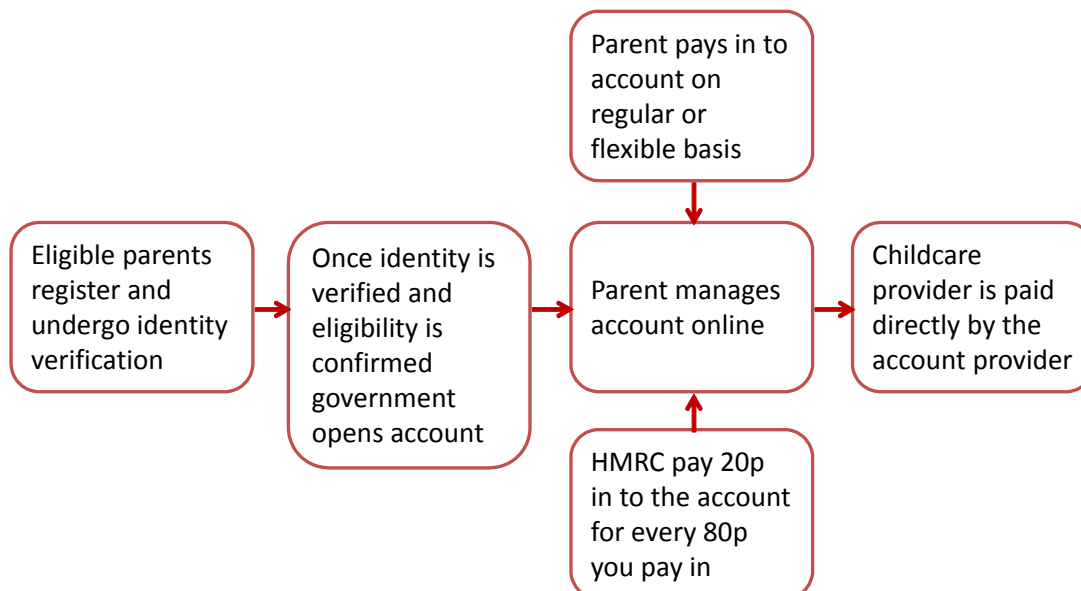 Parent pays in to
account on
regular or
flexible basis
Eligible parents
register and
undergo identity
verification
Once identity is
verified and
eligibility is
confirmed
government
opens account
Parent manages
account online
Childcare
provider is paid
directly by the
account provider
HMRC pay 20p
in to the account
for every 80p
you pay in